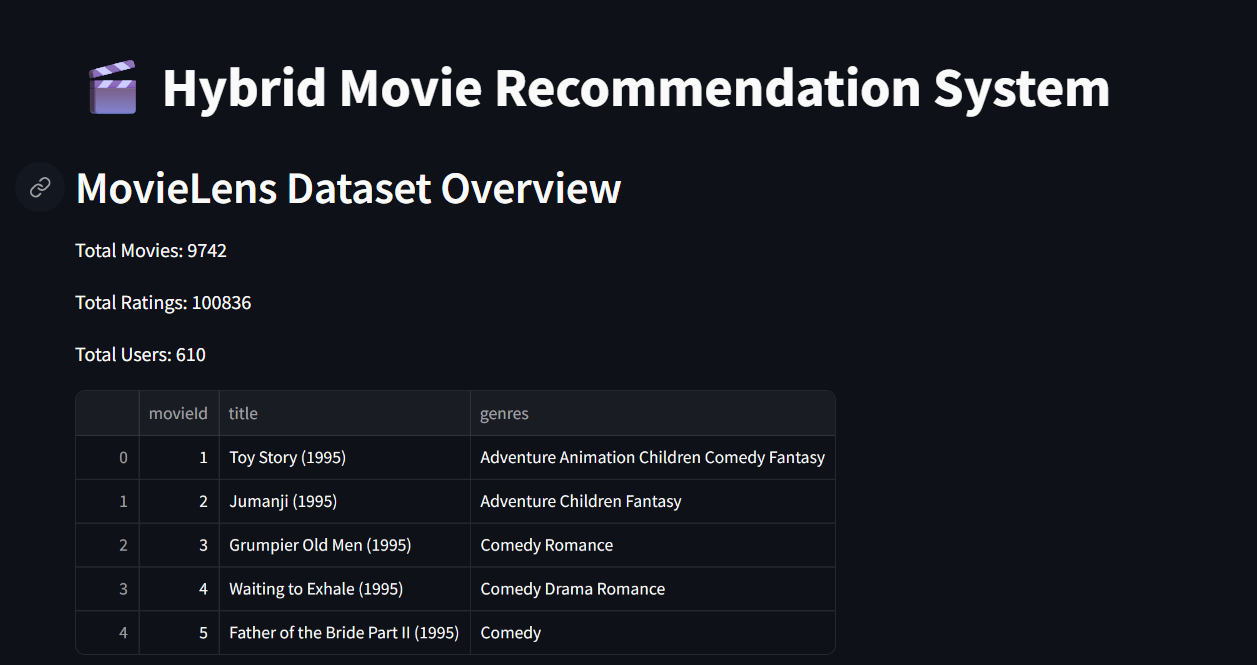 Hybrid Movie Recommendation System
MovieLens Dataset Overview
Total Movies: 9742
Total Ratings: 100836
Total Users: 610
movieId title genres
0 1 Toy Story (1995) Adventure Animation Children Comedy Fantasy
1 2 Jumanji (1995) Adventure Children Fantasy
2 3 Grumpier Old Men (1995) Comedy Romance
3 4 Waiting to Exhale (1995) Comedy Drama Romance
4 5 Father of the Bride Part II (1995) Comedy